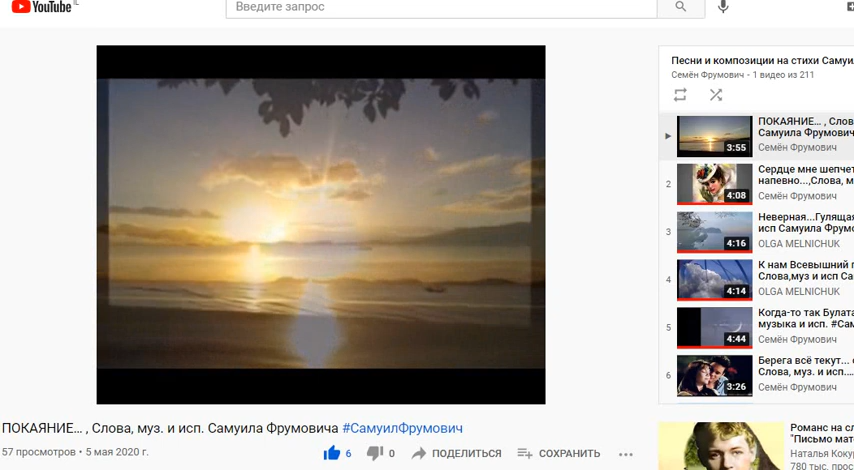 YouTube IL
Введите запрос
ПОКАЯНИЕ... , Слова, муз. и исп. Самуила Фрумовича #СамуилФрумович
57 просмотров • 5 мая 2020 г.
6
0
ПОДЕЛИТЬСЯ
СОХРАНИТЬ
Песни и композиции на стихи
Семён Фрумович - 1 видео из 211
ПОКАЯНИЕ... , Слова
Самуила Фрумович
Семён Фрумович
3:55
2
Сердце мне шепчет
напевно...,Слова, м
Семён Фрумович
4:08
3
Неверная...Гулящая
исп Самуила Фрумо
OLGA MELNICHUK
4:16
4
К нам Всевышний
Слова,муз и исп Са
OLGA MELNICHUK
4:14
5
Когда-то так Булата
музыка и исп. #Сам
Семён Фрумович
4:44
6
Берега всё текут...
Слова, муз. и исп....
Семён Фрумович
3:26
Романс на сл
"Письмо мат
Наталья Кокур
780 тыс. прос